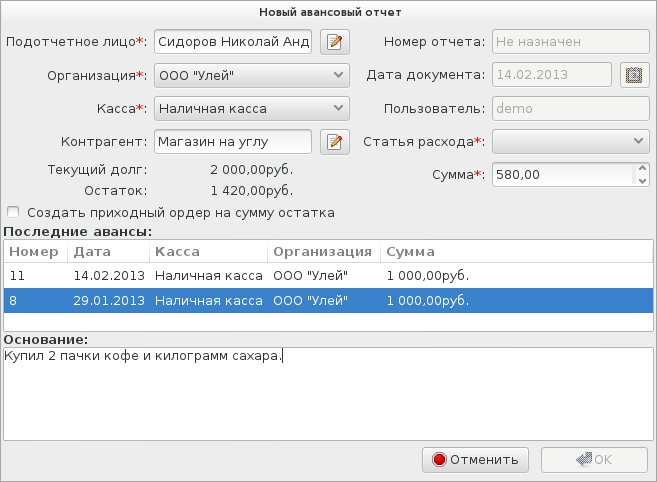 Новый авансовый отчет
Подотчетное лицо*: Сидоров Николай Анд Номер отчета: Не назначен
Организация*: ООО "Улей" Дата документа: 14.02.2013
Касса*: Наличная касса Пользователь: demo
Контрагент: Магазин на углу Статья расхода*:
Текущий долг: 2 000,00руб. Сумма*: 580,00
Остаток: 1 420,00руб.
Создать приходный ордер на сумму остатка
Последние авансы:
Номер Дата Касса Организация Сумма
11 14.02.2013 Наличная касса ООО "Улей" 1 000,00руб.
8 29.01.2013 Наличная касса ООО "Улей" 1 000,00руб.
Основание:
Купил 2 пачки кофе и килограмм сахара.
Отменить OK